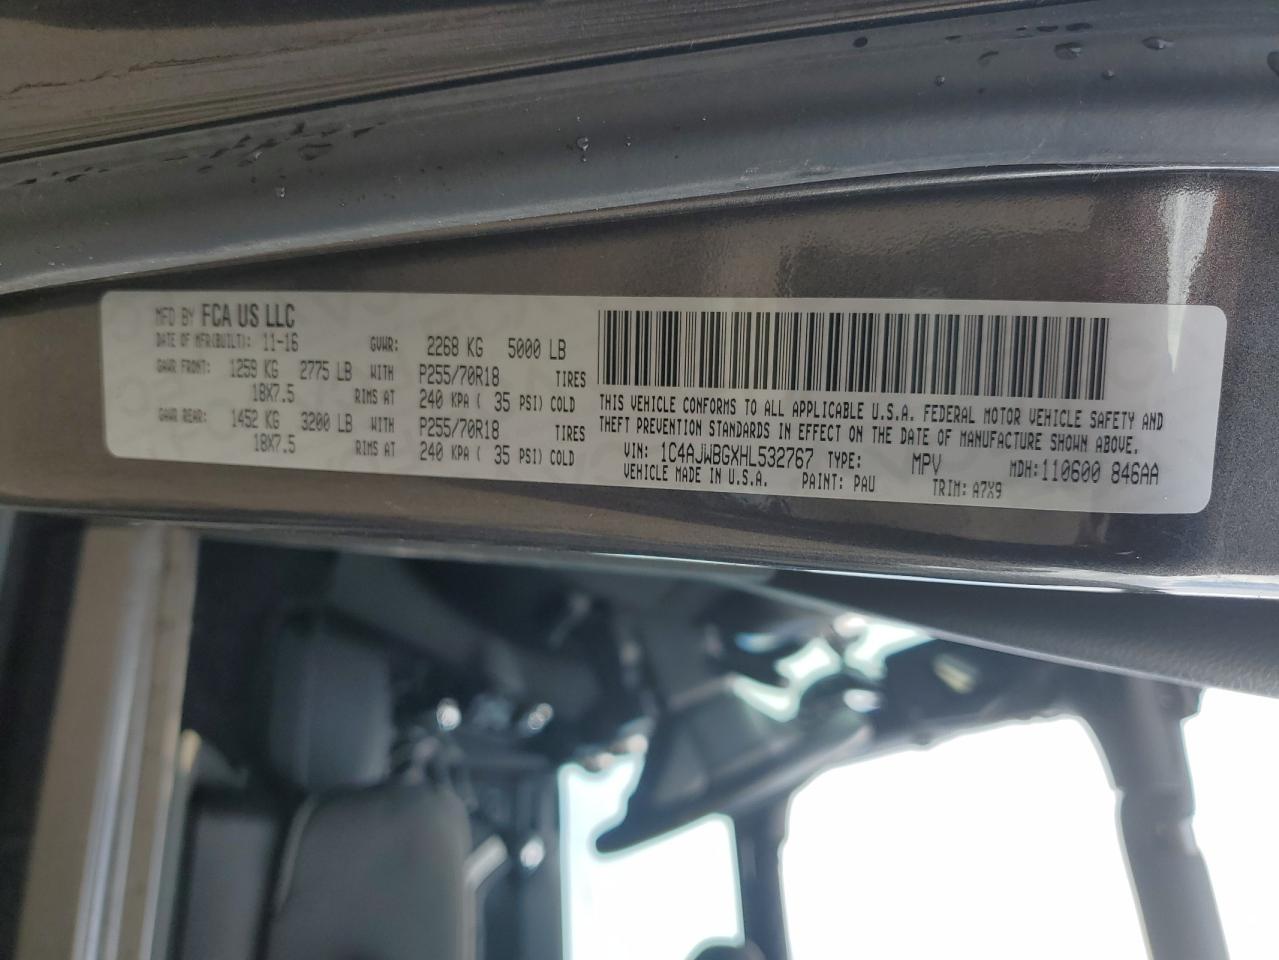 MFD BY FCA US LLC
DATE OF MFR(BUILT): 11-16 GVWR: 2268 KG 5000 LB
GAWR FRONT: 1259 KG 2775 LB WITH P255/70R18 TIRES
18X7.5 RIMS AT 240 KPA ( 35 PSI) COLD
GAWR REAR: 1452 KG 3200 LB WITH P255/70R18 TIRES
18X7.5 RIMS AT 240 KPA ( 35 PSI) COLD
THIS VEHICLE CONFORMS TO ALL APPLICABLE U.S.A. FEDERAL MOTOR VEHICLE SAFETY AND
THEFT PREVENTION STANDARDS IN EFFECT ON THE DATE OF MANUFACTURE SHOWN ABOVE.
VIN: 1C4AJWBGXHL532767 TYPE: MPV MDH: 110600 846AA
VEHICLE MADE IN U.S.A. PAINT: PAU TRIM: A7X9